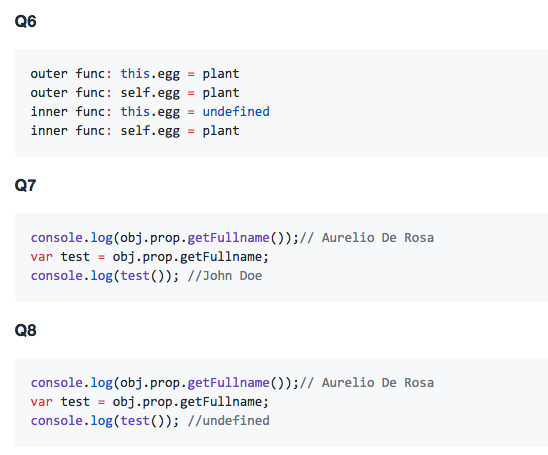 Q6
outer func: this.egg = plant
outer func: self.egg = plant
inner func: this.egg = undefined
inner func: self.egg = plant
Q7
console.log(obj.prop.getFullname());// Aurelio De Rosa
var test = obj.prop.getFullname;
console.log(test()); //John Doe
Q8
console.log(obj.prop.getFullname());// Aurelio De Rosa
var test = obj.prop.getFullname;
console.log(test()); //undefined